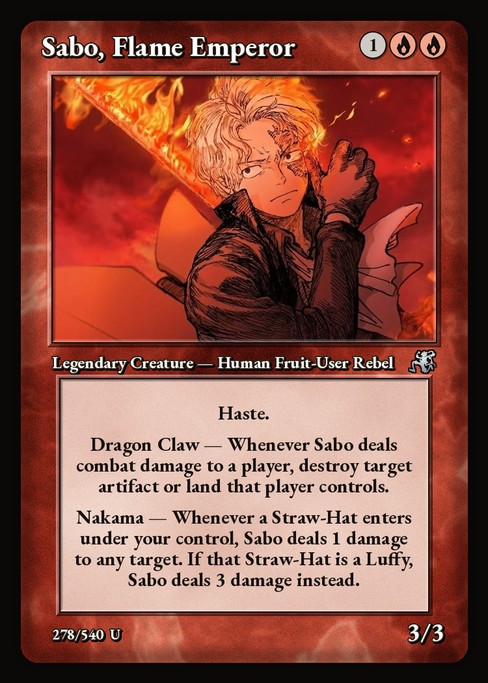 Sabo, Flame Emperor 1
Legendary Creature — Human Fruit-User Rebel
Haste.
Dragon Claw — Whenever Sabo deals
combat damage to a player, destroy target
artifact or land that player controls.
Nakama — Whenever a Straw-Hat enters
under your control, Sabo deals 1 damage
to any target. If that Straw-Hat is a Luffy,
Sabo deals 3 damage instead.
278/540 U 3/3